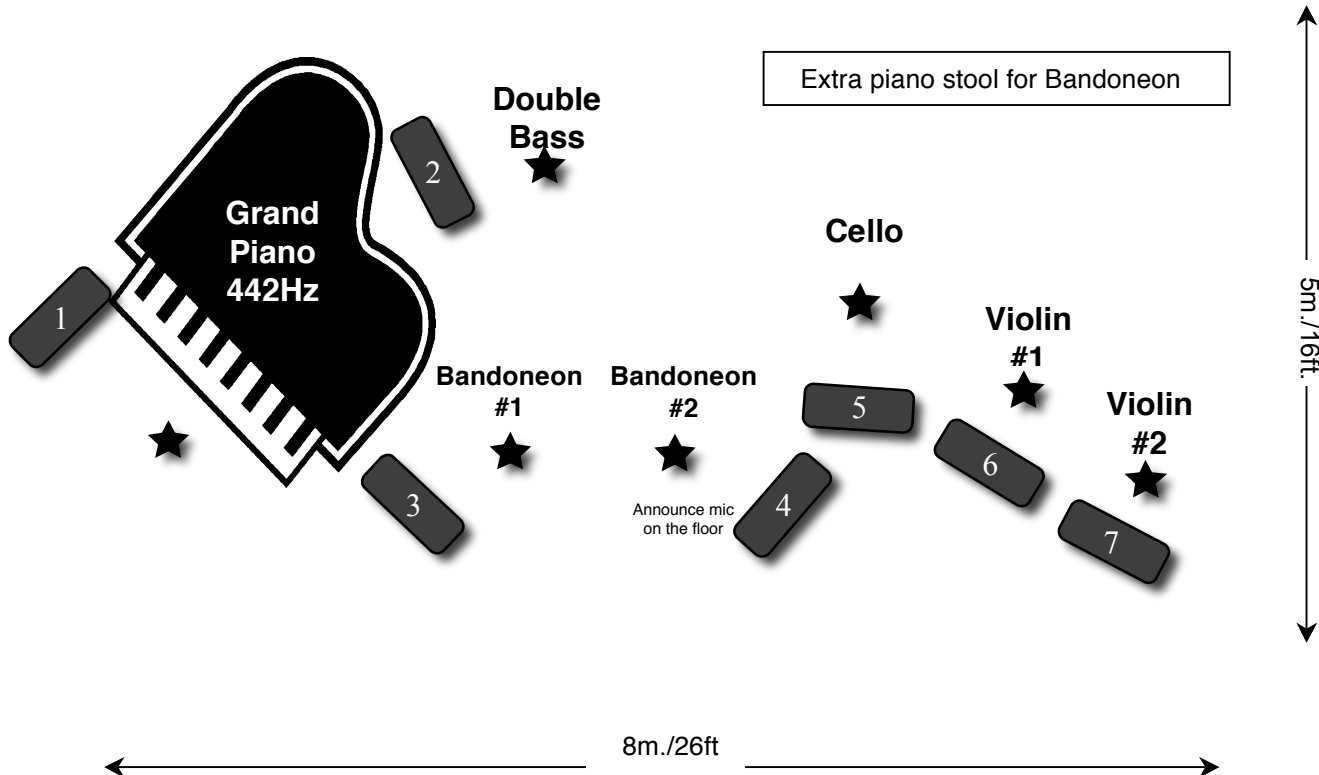 Extra piano stool for Bandoneon
Double
Bass
2
Grand
Piano
442Hz
1
Cello
Violin
#1
Violin
#2
Bandoneon
#1
Bandoneon
#2
5
6
3
4
7
Announce mic
on the floor
5m./16ft.
8m./26ft